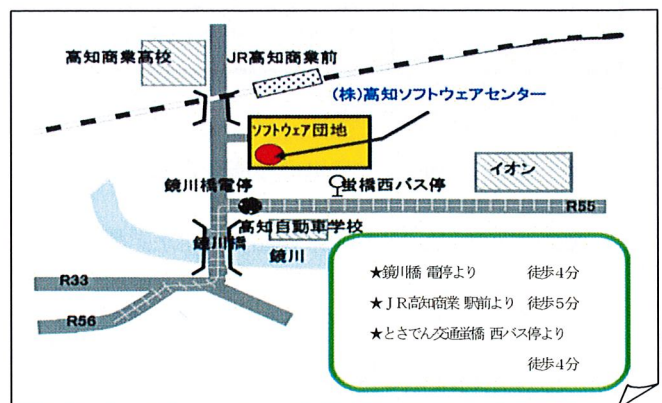 高知商業高校
JR高知商業前
(株)高知ソフトウェアセンター
ソフトウェア団地
イオン
鏡川橋電停
蛍橋西バス停
R55
高知自動車学校
鏡川橋
鏡川
R33
R56
★鏡川橋 電停より 徒歩4分
★JR高知商業 駅前より 徒歩5分
★とさでん交通蛍橋 西バス停より
徒歩4分